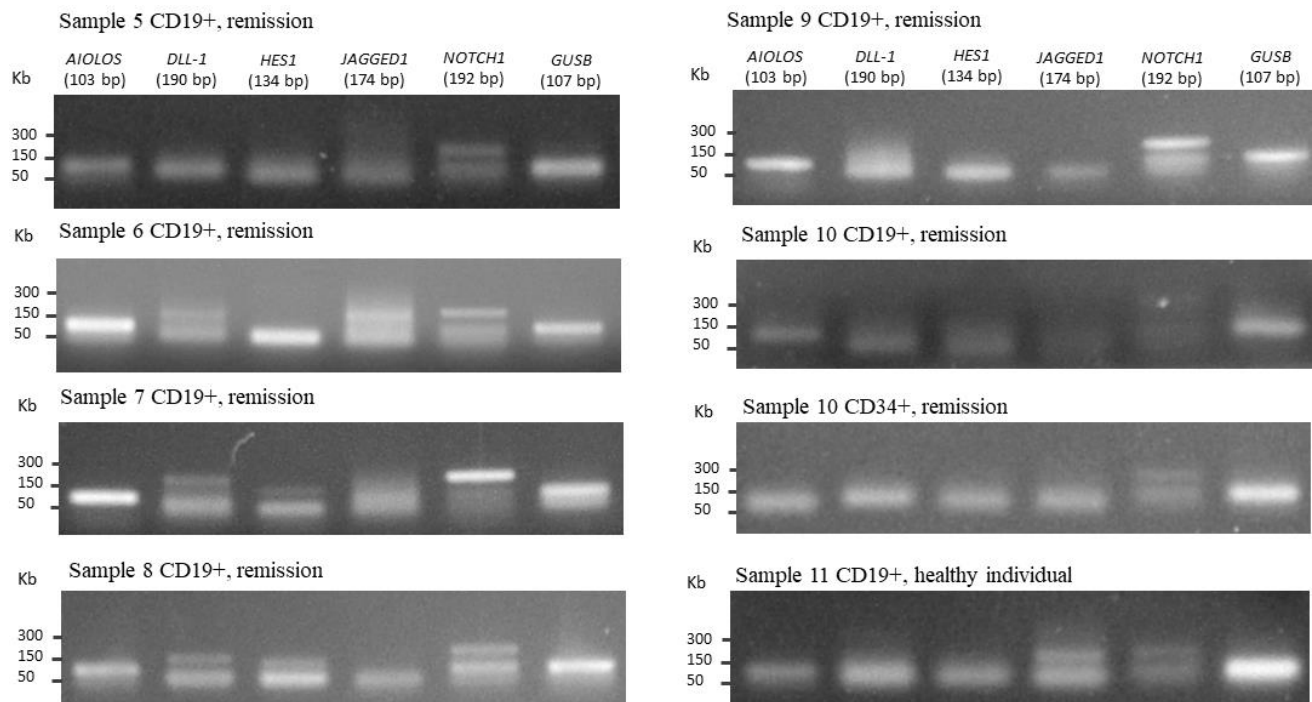 Sample 5 CD19+, remission
AIOLOS DLL-1 HES1 JAGGED1 NOTCH1 GUSB
Kb (103 bp) (190 bp) (134 bp) (174 bp) (192 bp) (107 bp)
300
150
50
Kb Sample 6 CD19+, remission
300
150
50
Kb Sample 7 CD19+, remission
300
150
50
Kb Sample 8 CD19+, remission
300
150
50
Sample 9 CD19+, remission
AIOLOS DLL-1 HES1 JAGGED1 NOTCH1 GUSB
Kb (103 bp) (190 bp) (134 bp) (174 bp) (192 bp) (107 bp)
300
150
50
Kb Sample 10 CD19+, remission
300
150
50
Kb Sample 10 CD34+, remission
300
150
50
Kb Sample 11 CD19+, healthy individual
300
150
50